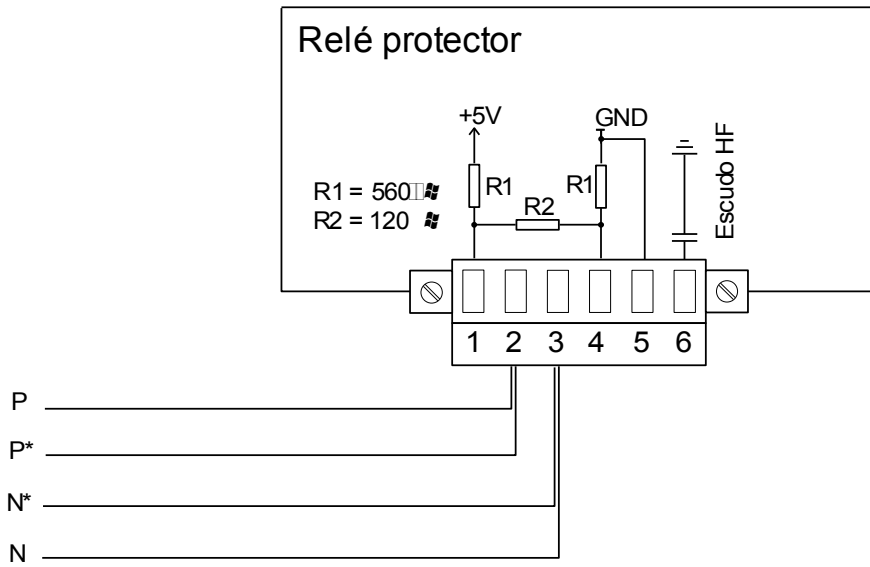 Relé protector
+5V
GND
R1
R1
R1 = 560
R2
R2 = 120
Escudo HF
1 2 3 4 5 6
P
P*
N*
N